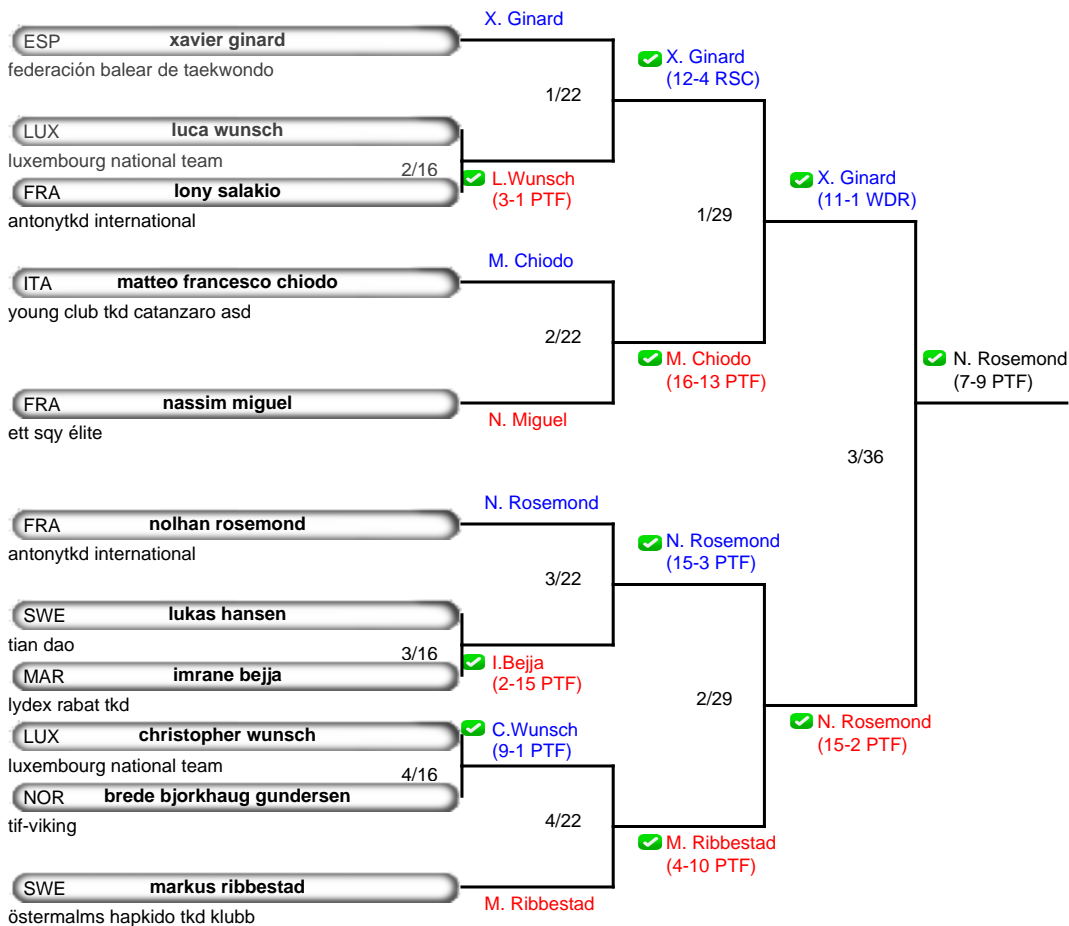 X. Ginard
ESP xavier ginard
federación balear de taekwondo
X. Ginard
(12-4 RSC)
1/22
LUX luca wunsch
luxembourg national team
2/16
L.Wunsch
(3-1 PTF)
FRA lony salakio
antonytkd international
X. Ginard
(11-1 WDR)
1/29
M. Chiodo
ITA matteo francesco chiodo
young club tkd catanzaro asd
2/22
M. Chiodo
(16-13 PTF)
N. Rosemond
(7-9 PTF)
FRA nassim miguel
N. Miguel
ett sqy élite
3/36
N. Rosemond
FRA nolhan rosemond
antonytkd international
N. Rosemond
(15-3 PTF)
3/22
SWE lukas hansen
tian dao
3/16
I.Bejja
(2-15 PTF)
MAR imrane bejja
lydex rabat tkd
2/29
C.Wunsch
(9-1 PTF)
LUX christopher wunsch
luxembourg national team
N. Rosemond
(15-2 PTF)
4/16
NOR brede bjorkhaug gundersen
tif-viking
4/22
M. Ribbestad
(4-10 PTF)
SWE markus ribbestad
M. Ribbestad
östermalms hapkido tkd klubb